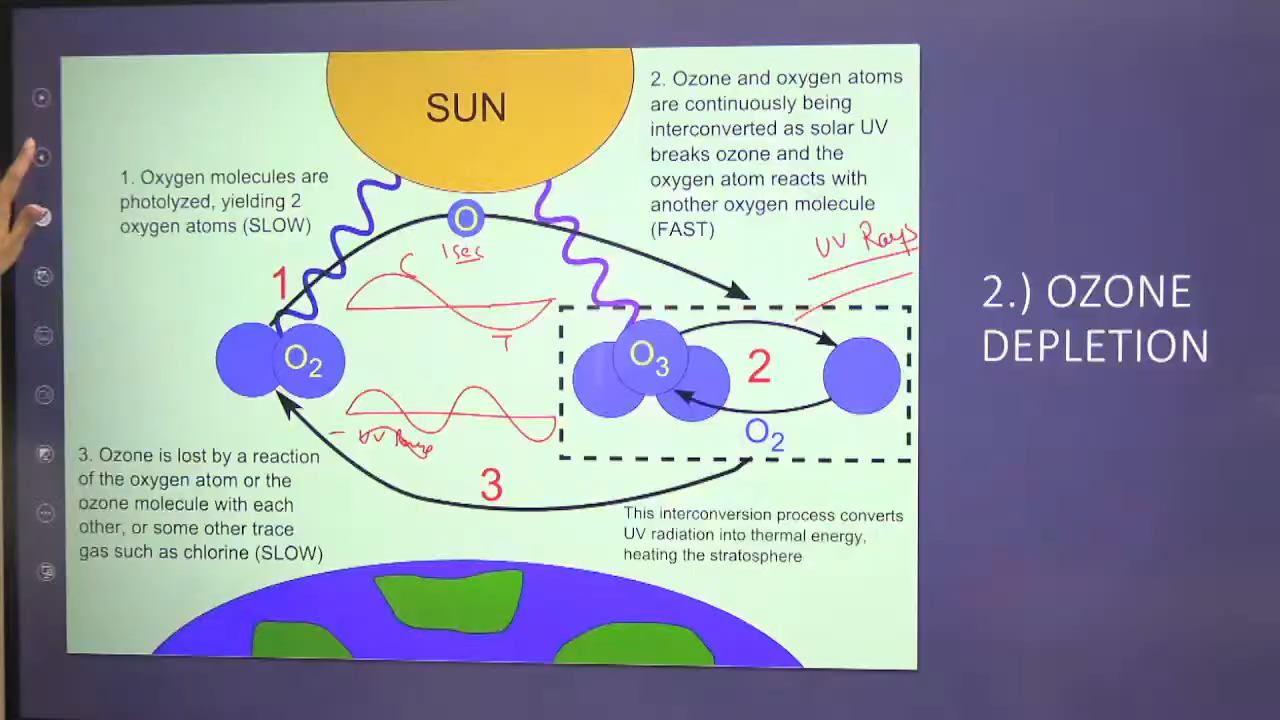 SUN
1. Oxygen molecules are
photolyzed, yielding 2
oxygen atoms (SLOW)
2. Ozone and oxygen atoms
are continuously being
interconverted as solar UV
breaks ozone and the
oxygen atom reacts with
another oxygen molecule
(FAST)
UV Rays
O
1 sec
1
C
T
O2
O3
2
O2
UV Rays
3
3. Ozone is lost by a reaction
of the oxygen atom or the
ozone molecule with each
other, or some other trace
gas such as chlorine (SLOW)
This interconversion process converts
UV radiation into thermal energy,
heating the stratosphere
2.) OZONE
DEPLETION